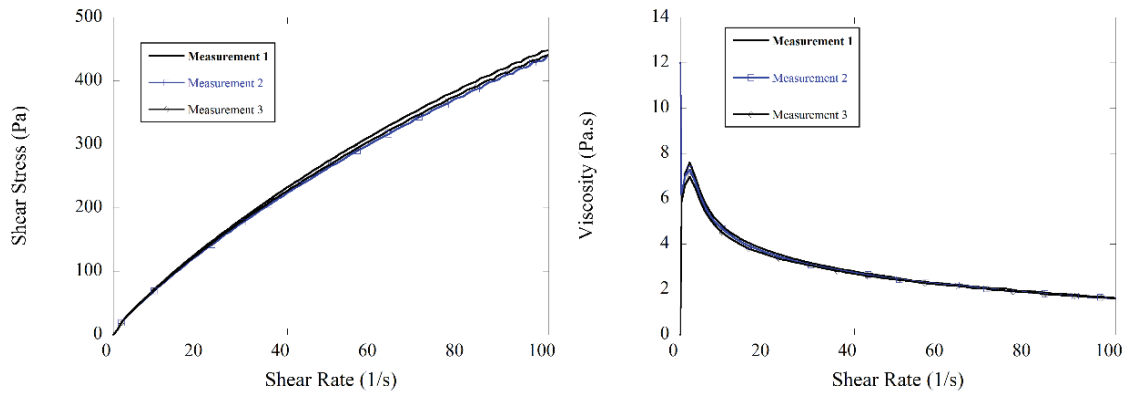 500
400
300
200
100
0
Shear Stress (Pa)
Measurement 1
Measurement 2
Measurement 3
0 20 40 60 80 100
Shear Rate (1/s)
14
12
10
8
6
4
2
0
Viscosity (Pa.s)
Measurement 1
Measurement 2
Measurement 3
0 20 40 60 80 100
Shear Rate (1/s)